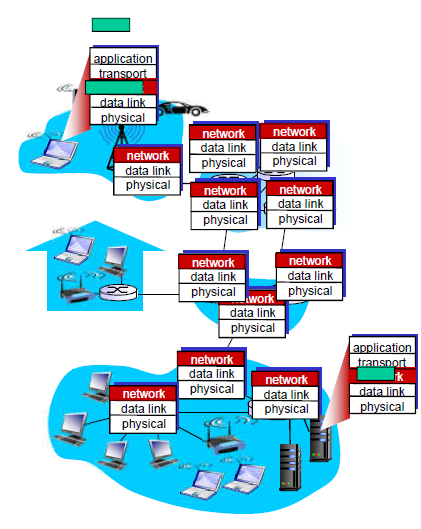 application
transport
data link
physical
network
data link
physical
network
data link
physical
network
data link
physical
network
data link
physical
network
data link
physical
network
data link
physical
network
data link
physical
data link
physical
network
data link
physical
network
data link
physical
network
data link
physical
application
transport
data link
physical